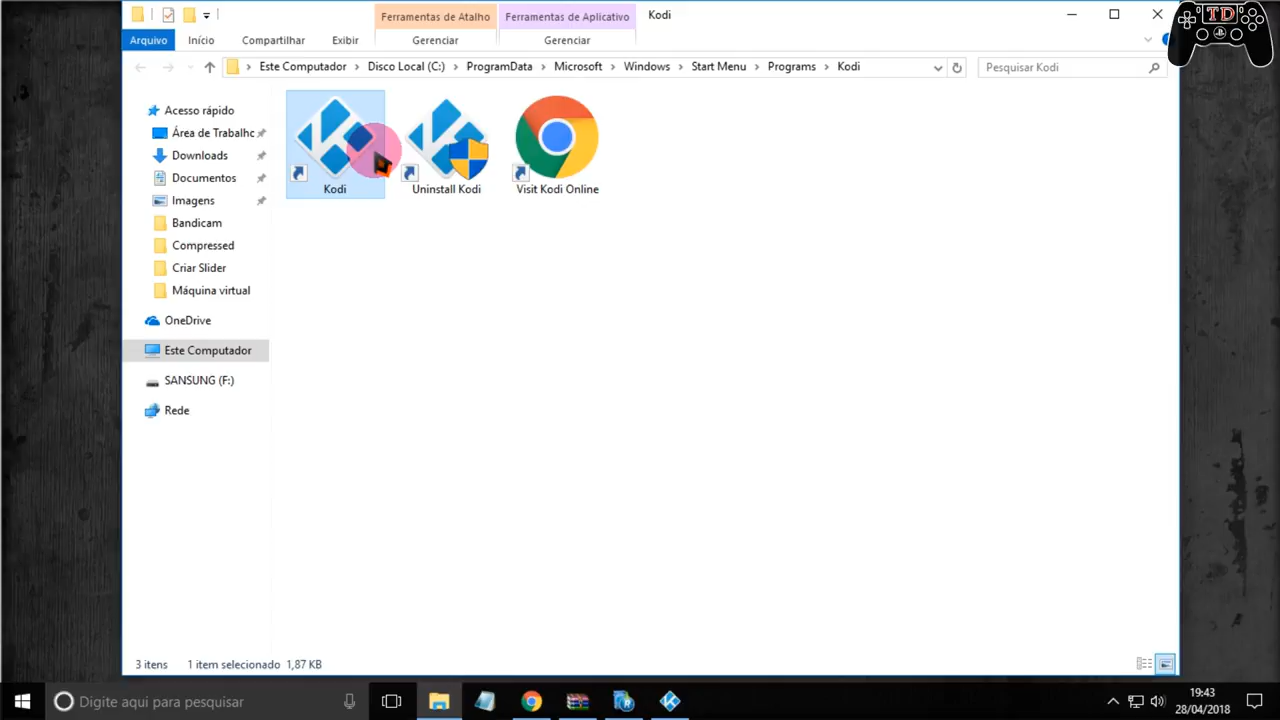 Ferramentas de Atalho
Ferramentas de Aplicativo
Kodi
TD
Arquivo
Início
Compartilhar
Exibir
Gerenciar
Gerenciar
Este Computador
Disco Local (C:)
ProgramData
Microsoft
Windows
Start Menu
Programs
Kodi
Pesquisar Kodi
Acesso rápido
Área de Trabalho
Downloads
Documentos
Imagens
Bandicam
Compressed
Criar Slider
Máquina virtual
OneDrive
Este Computador
SANSUNG (F:)
Rede
Kodi
Uninstall Kodi
Visit Kodi Online
3 itens
1 item selecionado 1,87 KB
Digite aqui para pesquisar
19:43
28/04/2018